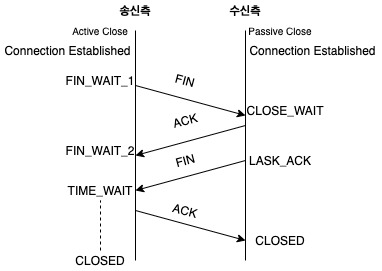 송신측 수신측
Active Close Passive Close
Connection Established Connection Established
FIN_WAIT_1 FIN
CLOSE_WAIT
ACK
FIN_WAIT_2 FIN
LASK_ACK
TIME_WAIT
ACK
CLOSED
CLOSED